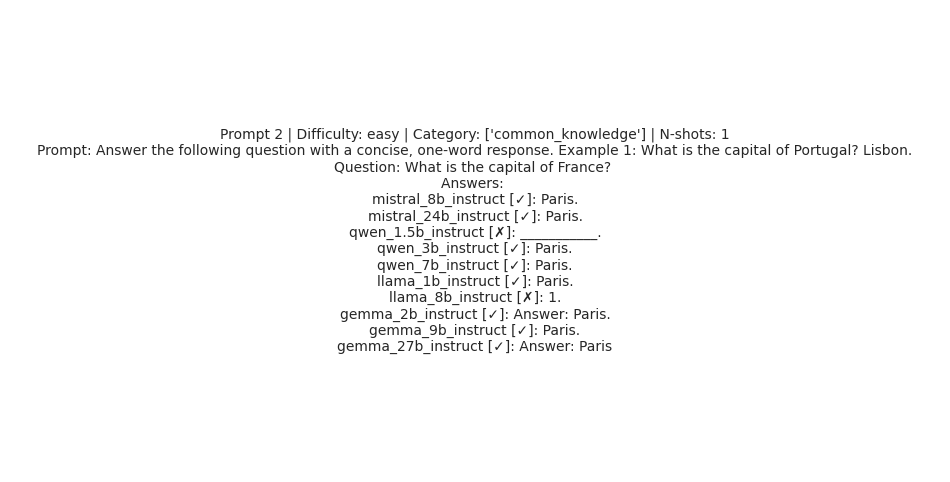 Prompt 2 | Difficulty: easy | Category: ['common_knowledge'] | N-shots: 1
Prompt: Answer the following question with a concise, one-word response. Example 1: What is the capital of Portugal? Lisbon.
Question: What is the capital of France?
Answers:
mistral_8b_instruct [✓]: Paris.
mistral_24b_instruct [✓]: Paris.
qwen_1.5b_instruct [✗]: ___________.
qwen_3b_instruct [✓]: Paris.
qwen_7b_instruct [✓]: Paris.
llama_1b_instruct [✓]: Paris.
llama_8b_instruct [✗]: 1.
gemma_2b_instruct [✓]: Answer: Paris.
gemma_9b_instruct [✓]: Paris.
gemma_27b_instruct [✓]: Answer: Paris